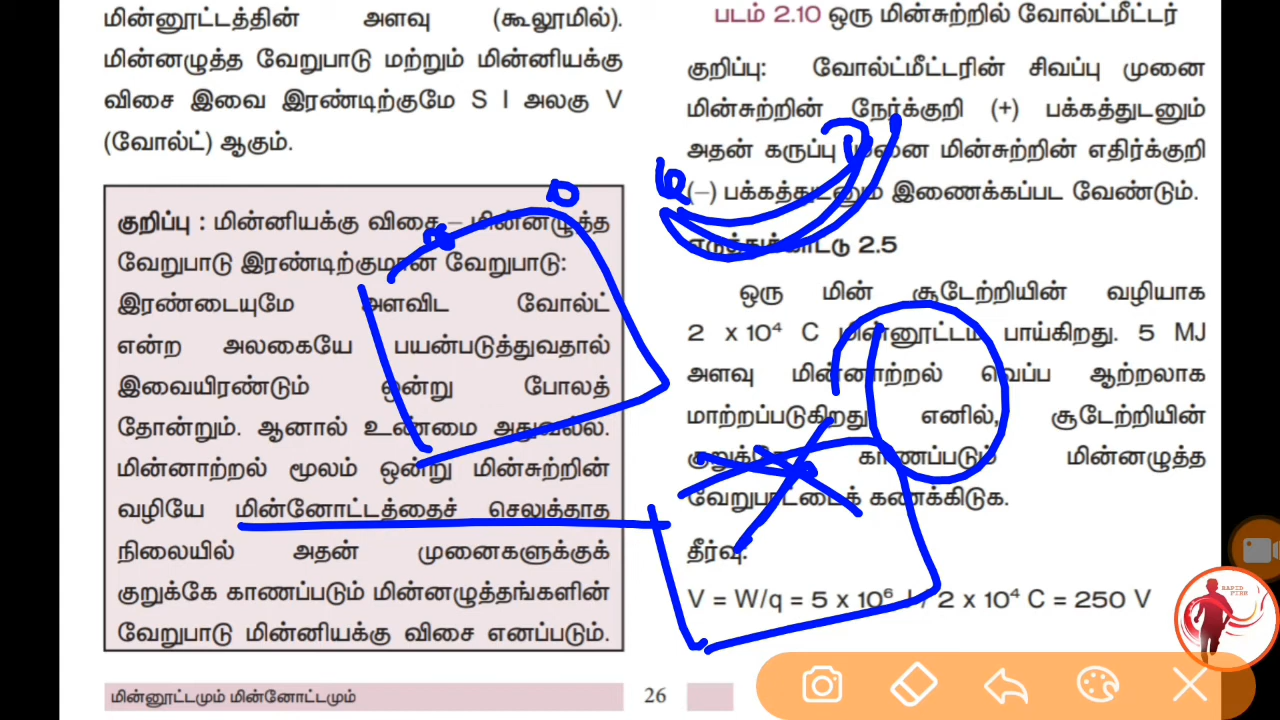 மின்னூட்டத்தின் அளவு (கூலூமில்).
மின்னழுத்த வேறுபாடு மற்றும் மின்னியக்கு
விசை இவை இரண்டிற்குமே S I அலகு V
(வோல்ட்) ஆகும்.
குறிப்பு : மின்னியக்கு விசை – மின்னழுத்த
வேறுபாடு இரண்டிற்குமான வேறுபாடு:
இரண்டையுமே அளவிட வோல்ட்
என்ற அலகையே பயன்படுத்துவதால்
இவையிரண்டும் ஒன்று போலத்
தோன்றும். ஆனால் உண்மை அதுவல்ல.
மின்னாற்றல் மூலம் ஒன்று மின்சுற்றின்
வழியே மின்னோட்டத்தைச் செலுத்தாத
நிலையில் அதன் முனைகளுக்குக்
குறுக்கே காணப்படும் மின்னழுத்தங்களின்
வேறுபாடு மின்னியக்கு விசை எனப்படும்.
மின்னூட்டமும் மின்னோட்டமும்
26
படம் 2.10 ஒரு மின்சுற்றில் வோல்ட்மீட்டர்
குறிப்பு: வோல்ட்மீட்டரின் சிவப்பு முனை
மின்சுற்றின் நேர்க்குறி (+) பக்கத்துடனும்
அதன் கருப்பு முனை மின்சுற்றின் எதிர்க்குறி
(–) பக்கத்துடனும் இணைக்கப்பட வேண்டும்.
எடுத்துக்காட்டு 2.5
ஒரு மின் சூடேற்றியின் வழியாக
2 x 10⁴ C மின்னூட்டம் பாய்கிறது. 5 MJ
அளவு மின்னாற்றல் வெப்ப ஆற்றலாக
மாற்றப்படுகிறது எனில், சூடேற்றியின்
குறுக்கே காணப்படும் மின்னழுத்த
வேறுபாட்டைக் கணக்கிடுக.
தீர்வு:
V = W/q = 5 x 10⁶ J / 2 x 10⁴ C = 250 V
RAPID
FIRE